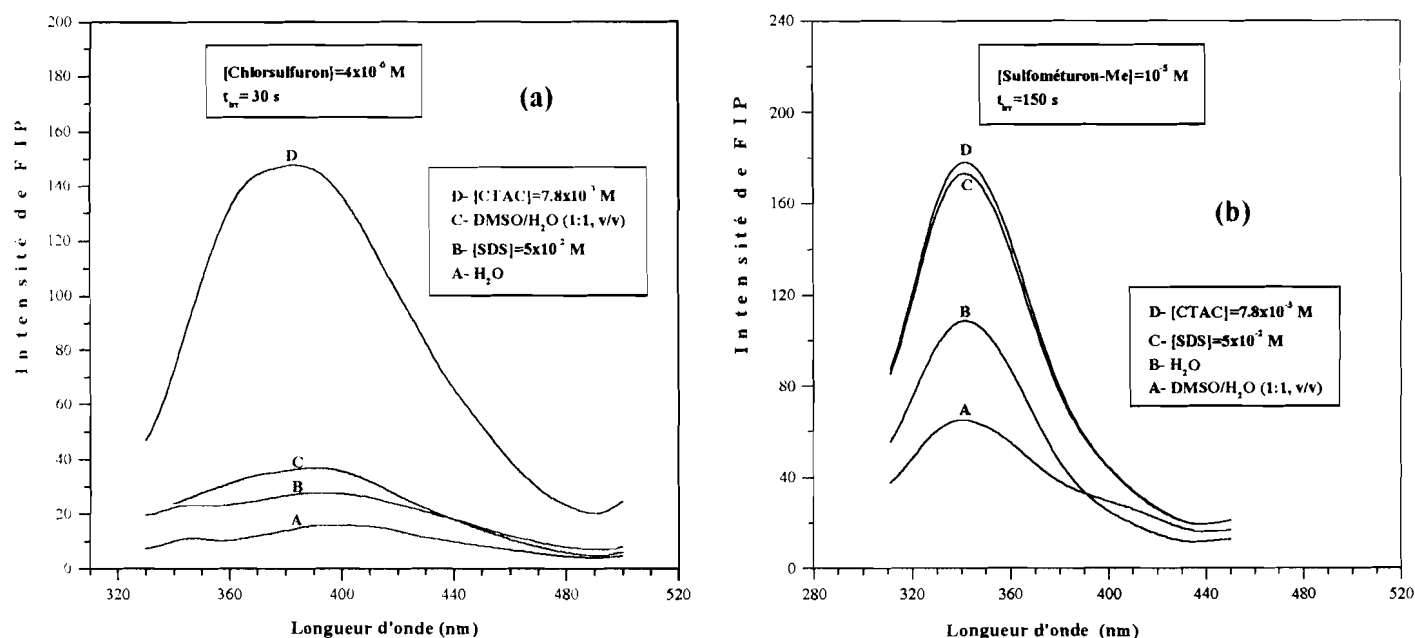 200
190
180
170
160
150
140
120
100
80
60
40
20
0
320
360
400
440
480
520
Intensité de FIP
Longueur d'onde (nm)
[Chlorsulfuron]=4x10⁻⁶ M
t_irr= 30 s
(a)
D- [CTAC]=7.8x10⁻³ M
C- DMSO/H₂O (1:1, v/v)
B- [SDS]=5x10⁻² M
A- H₂O
D
C
B
A
240
200
160
120
80
40
0
280
320
360
400
440
480
520
Intensité de FIP
Longueur d'onde (nm)
[Sulfométuron-Me]=10⁻⁵ M
t_irr=150 s
(b)
D- [CTAC]=7.8x10⁻³ M
C- [SDS]=5x10⁻² M
B- H₂O
A- DMSO/H₂O (1:1, v/v)
D
C
B
A